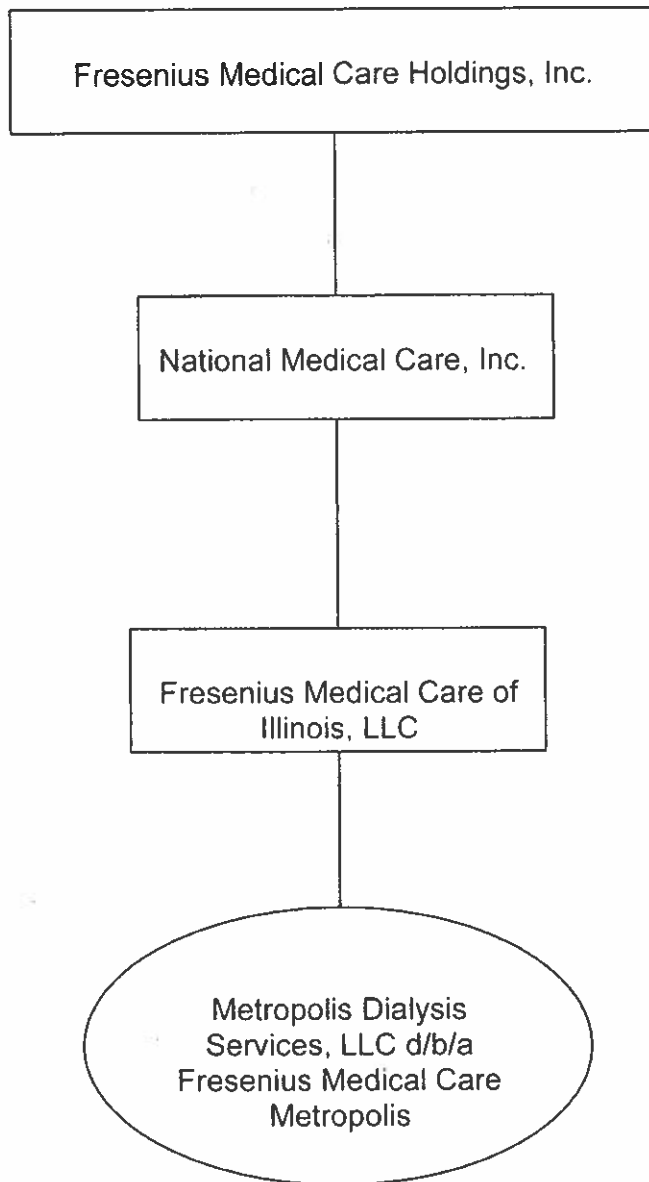 Fresenius Medical Care Holdings, Inc.
National Medical Care, Inc.
Fresenius Medical Care of
Illinois, LLC
Metropolis Dialysis
Services, LLC d/b/a
Fresenius Medical Care
Metropolis